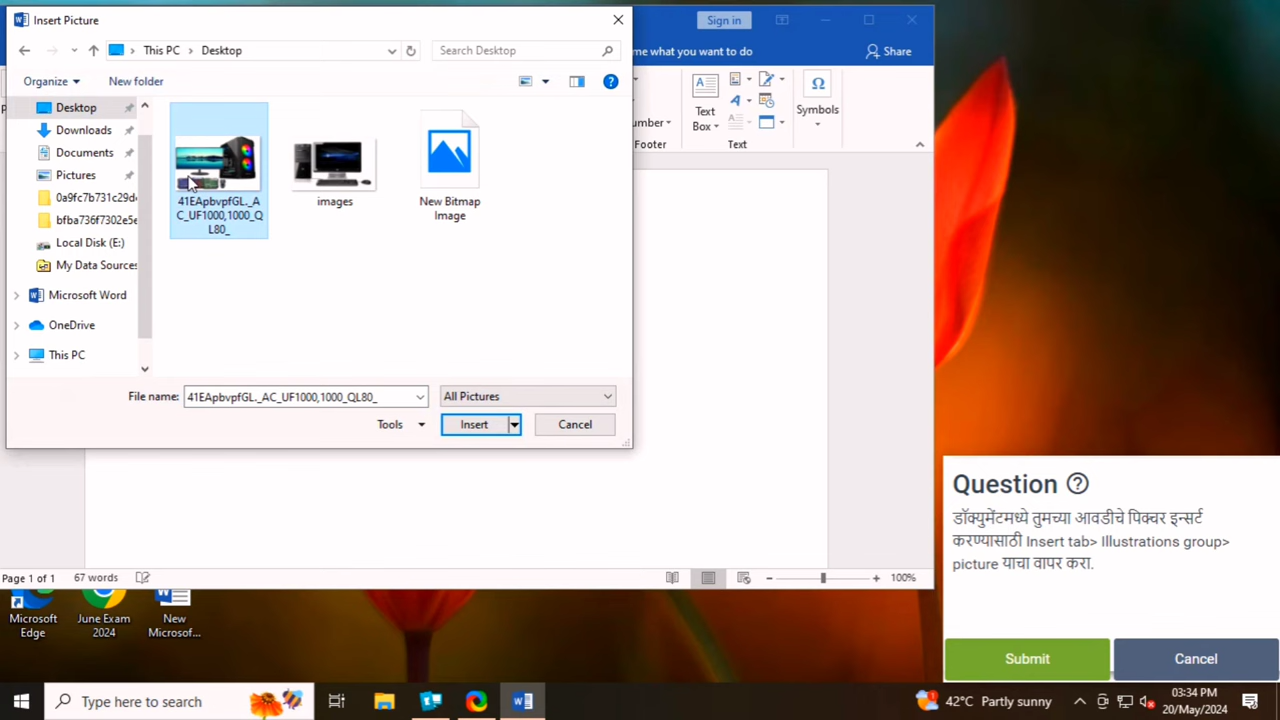 Insert Picture
Sign in
This PC
Desktop
Search Desktop
me what you want to do
Share
Organize
New folder
Desktop
Downloads
Documents
Pictures
0a9fc7b731c29d
bfba736f7302e5e
Local Disk (E:)
My Data Sources
Microsoft Word
OneDrive
This PC
41EApbvpfGL._A
C_UF1000,1000_Q
L80_
images
New Bitmap
Image
A
Text
Box
umber
Footer
Text
Ω
Symbols
File name:
41EApbvpfGL._AC_UF1000,1000_QL80_
All Pictures
Tools
Insert
Cancel
Page 1 of 1
67 words
100%
Microsoft
Edge
June Exam
2024
New
Microsof...
Question ?
डॉक्युमेंटमध्ये तुमच्या आवडीचे पिक्चर इन्सर्ट
करण्यासाठी Insert tab> Illustrations group>
picture याचा वापर करा.
Submit
Cancel
Type here to search
42°C Partly sunny
03:34 PM
20/May/2024